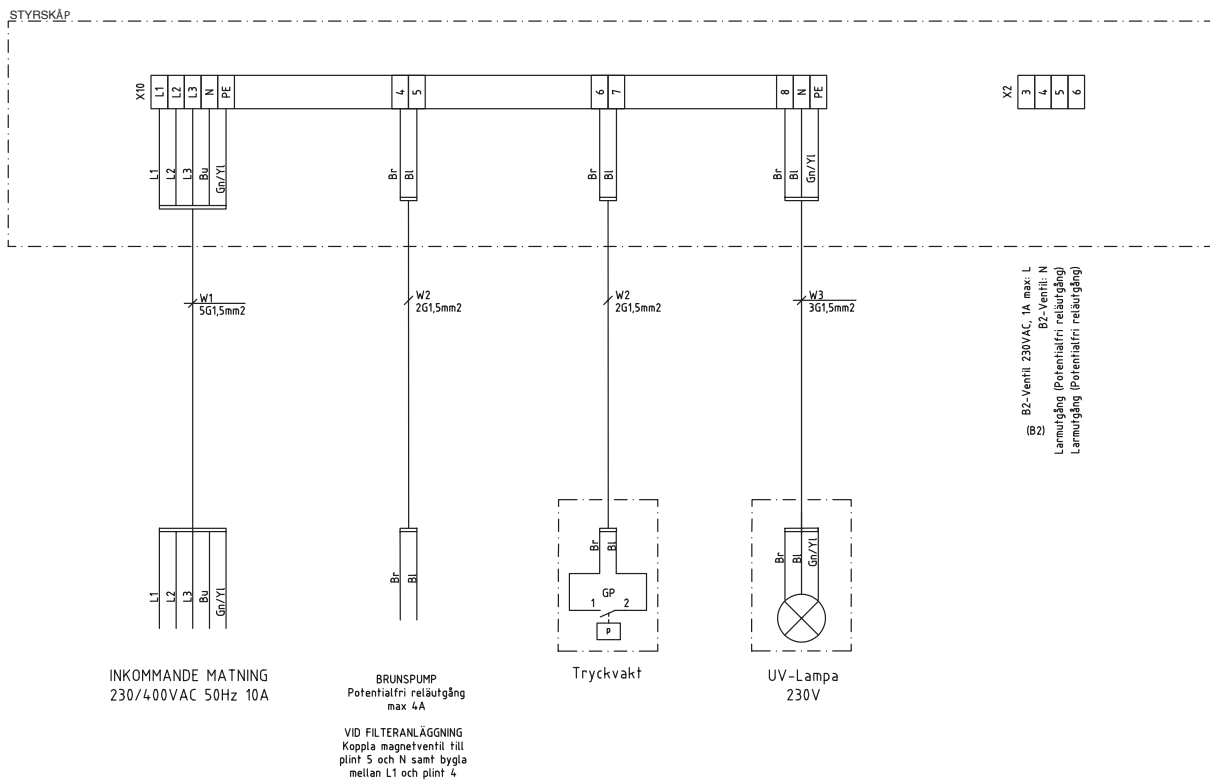 STYRSKÅP
X10 L1 L2 L3 N PE 4 5 6 7 8 N PE
X2 3 4 5 6
L1 L2 L3 Bu Gn/Yl
Br Bl
Br Bl
Br Bl Gn/Yl
W1
5G1,5mm2
W2
2G1,5mm2
W2
2G1,5mm2
W3
3G1,5mm2
B2-Ventil 230VAC, 1A max: L
B2-Ventil: N
Larmutgång (Potentialfri reläutgång)
Larmutgång (Potentialfri reläutgång)
(B2)
L1 L2 L3 Bu Gn/Yl
Br Bl
Br Bl
GP
1 2
P
Br Bl Gn/Yl
INKOMMANDE MATNING
230/400VAC 50Hz 10A
BRUNSPUMP
Potentialfri reläutgång
max 4A
VID FILTERANLÄGGNING
Koppla magnetventil till
plint 5 och N samt bygla
mellan L1 och plint 4
Tryckvakt
UV-Lampa
230V